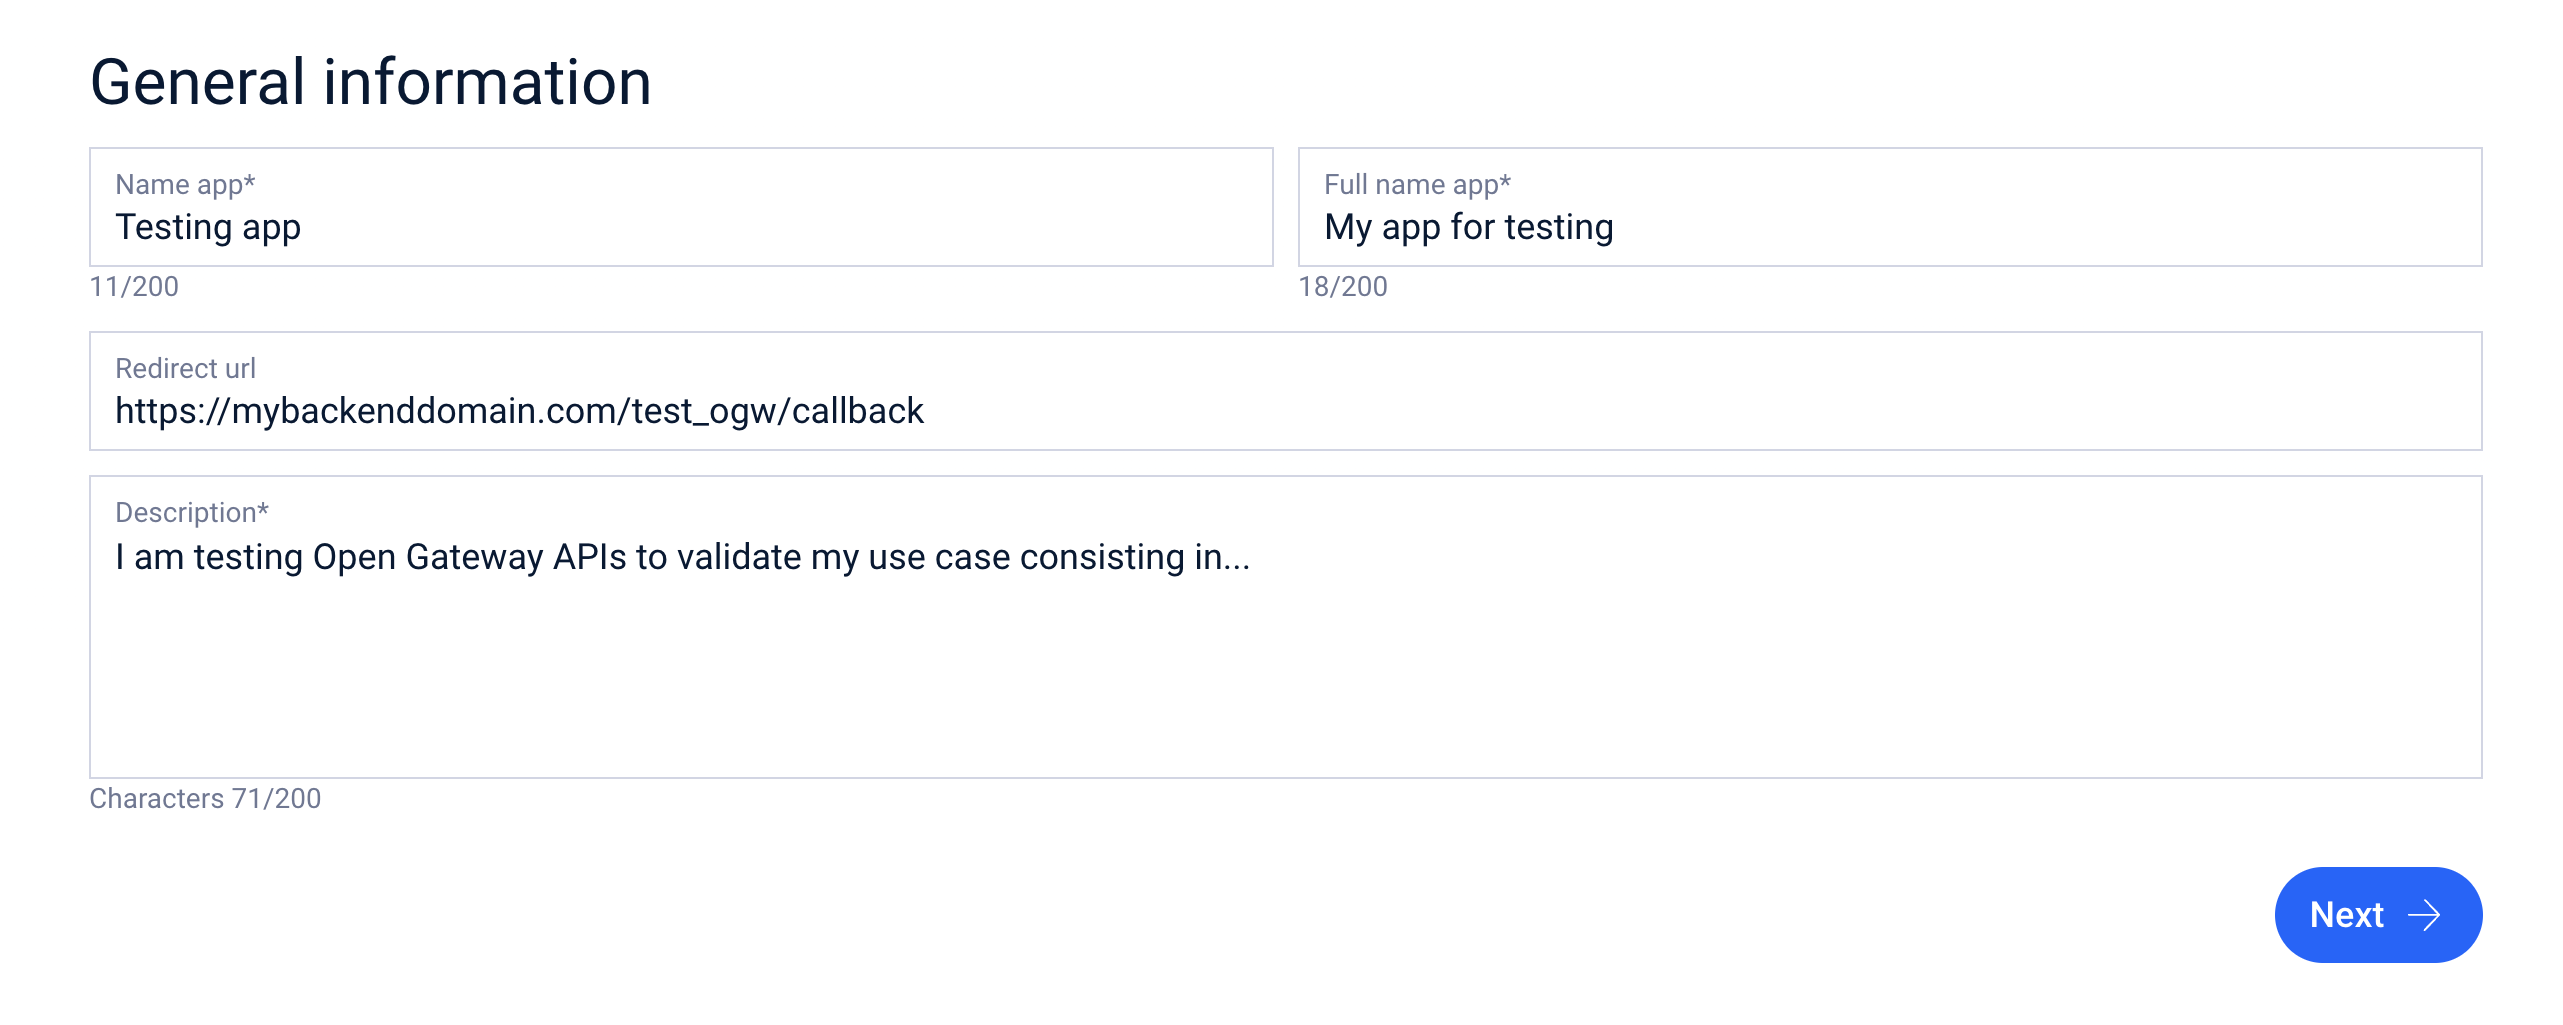 General information
Name app*
Testing app
11/200
Full name app*
My app for testing
18/200
Redirect url
https://mybackenddomain.com/test_ogw/callback
Description*
I am testing Open Gateway APIs to validate my use case consisting in...
Characters 71/200
Next